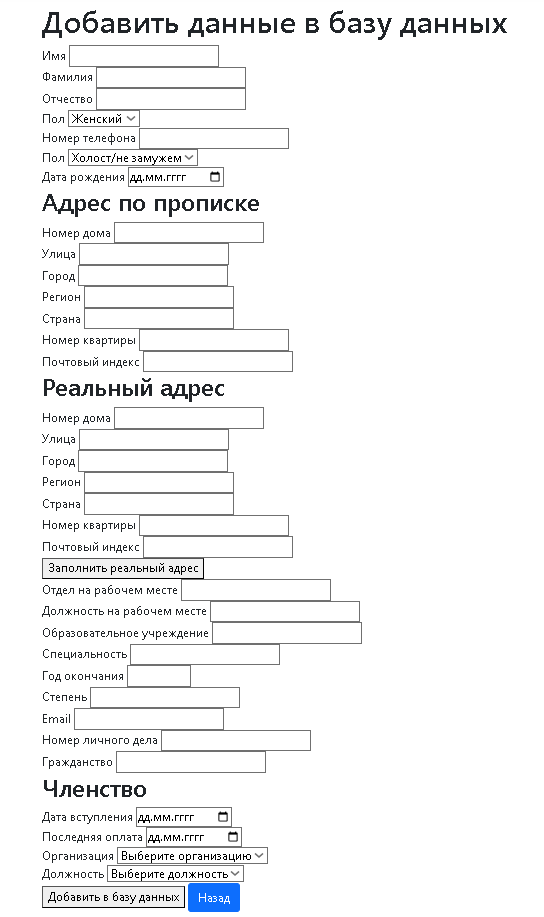 Добавить данные в базу данных
Имя
Фамилия
Отчество
Пол Женский
Номер телефона
Пол Холост/не замужем
Дата рождения дд.мм.гггг
Адрес по прописке
Номер дома
Улица
Город
Регион
Страна
Номер квартиры
Почтовый индекс
Реальный адрес
Номер дома
Улица
Город
Регион
Страна
Номер квартиры
Почтовый индекс
Заполнить реальный адрес
Отдел на рабочем месте
Должность на рабочем месте
Образовательное учреждение
Специальность
Год окончания
Степень
Email
Номер личного дела
Гражданство
Членство
Дата вступления дд.мм.гггг
Последняя оплата дд.мм.гггг
Организация Выберите организацию
Должность Выберите должность
Добавить в базу данных Назад